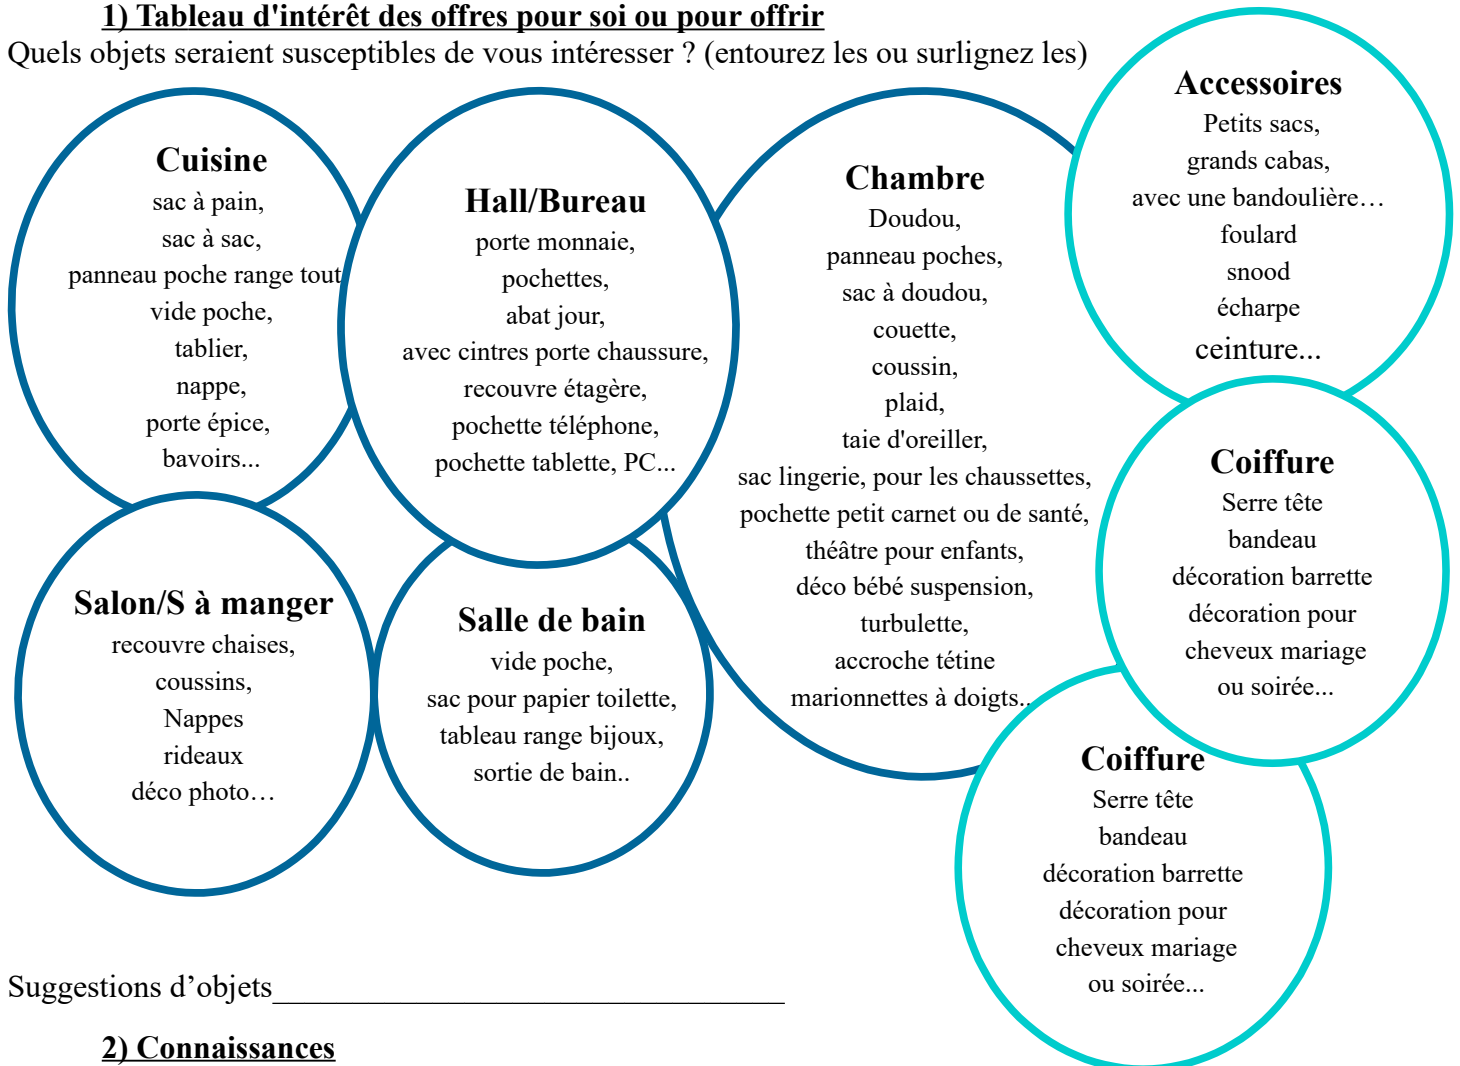 1) Tableau d'intérêt des offres pour soi ou pour offrir
Quels objets seraient susceptibles de vous intéresser ? (entourez les ou surlignez les)
Cuisine
sac à pain,
sac à sac,
panneau poche range tout
vide poche,
tablier,
nappe,
porte épice,
bavoirs...
Hall/Bureau
porte monnaie,
pochettes,
abat jour,
avec cintres porte chaussure,
recouvre étagère,
pochette téléphone,
pochette tablette, PC...
Chambre
Doudou,
panneau poches,
sac à doudou,
couette,
coussin,
plaid,
taie d'oreiller,
sac lingerie, pour les chaussettes,
pochette petit carnet ou de santé,
théâtre pour enfants,
déco bébé suspension,
turbulette,
accroche tétine
marionnettes à doigts..
Accessoires
Petits sacs,
grands cabas,
avec une bandoulière…
foulard
snood
écharpe
ceinture...
Coiffure
Serre tête
bandeau
décoration barrette
décoration pour
cheveux mariage
ou soirée...
Salon/S à manger
recouvre chaises,
coussins,
Nappes
rideaux
déco photo…
Salle de bain
vide poche,
sac pour papier toilette,
tableau range bijoux,
sortie de bain..
Coiffure
Serre tête
bandeau
décoration barrette
décoration pour
cheveux mariage
ou soirée...
Suggestions d’objets________________________________
2) Connaissances